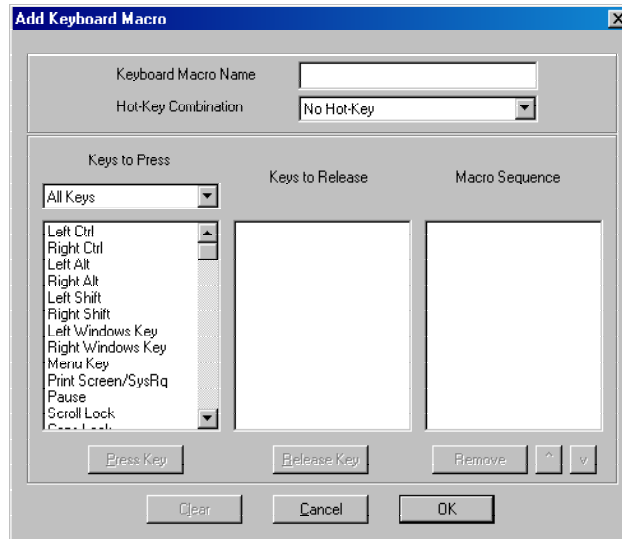 Add Keyboard Macro
Keyboard Macro Name
Hot-Key Combination
No Hot-Key
Keys to Press
Keys to Release
Macro Sequence
All Keys
Left Ctrl
Right Ctrl
Left Alt
Right Alt
Left Shift
Right Shift
Left Windows Key
Right Windows Key
Menu Key
Print Screen/SysRq
Pause
Scroll Lock
Caps Lock
Press Key
Release Key
Remove
^
v
Clear
Cancel
OK